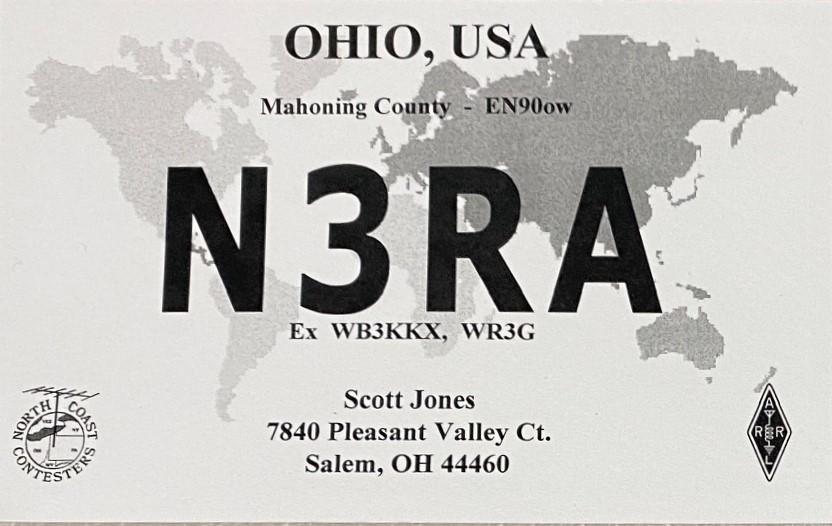 OHIO, USA
Mahoning County - EN90ow
N3RA
Ex WB3KKX, WR3G
Scott Jones
7840 Pleasant Valley Ct.
Salem, OH 44460
NORTH COAST
CONTESTERS
A
R R
L